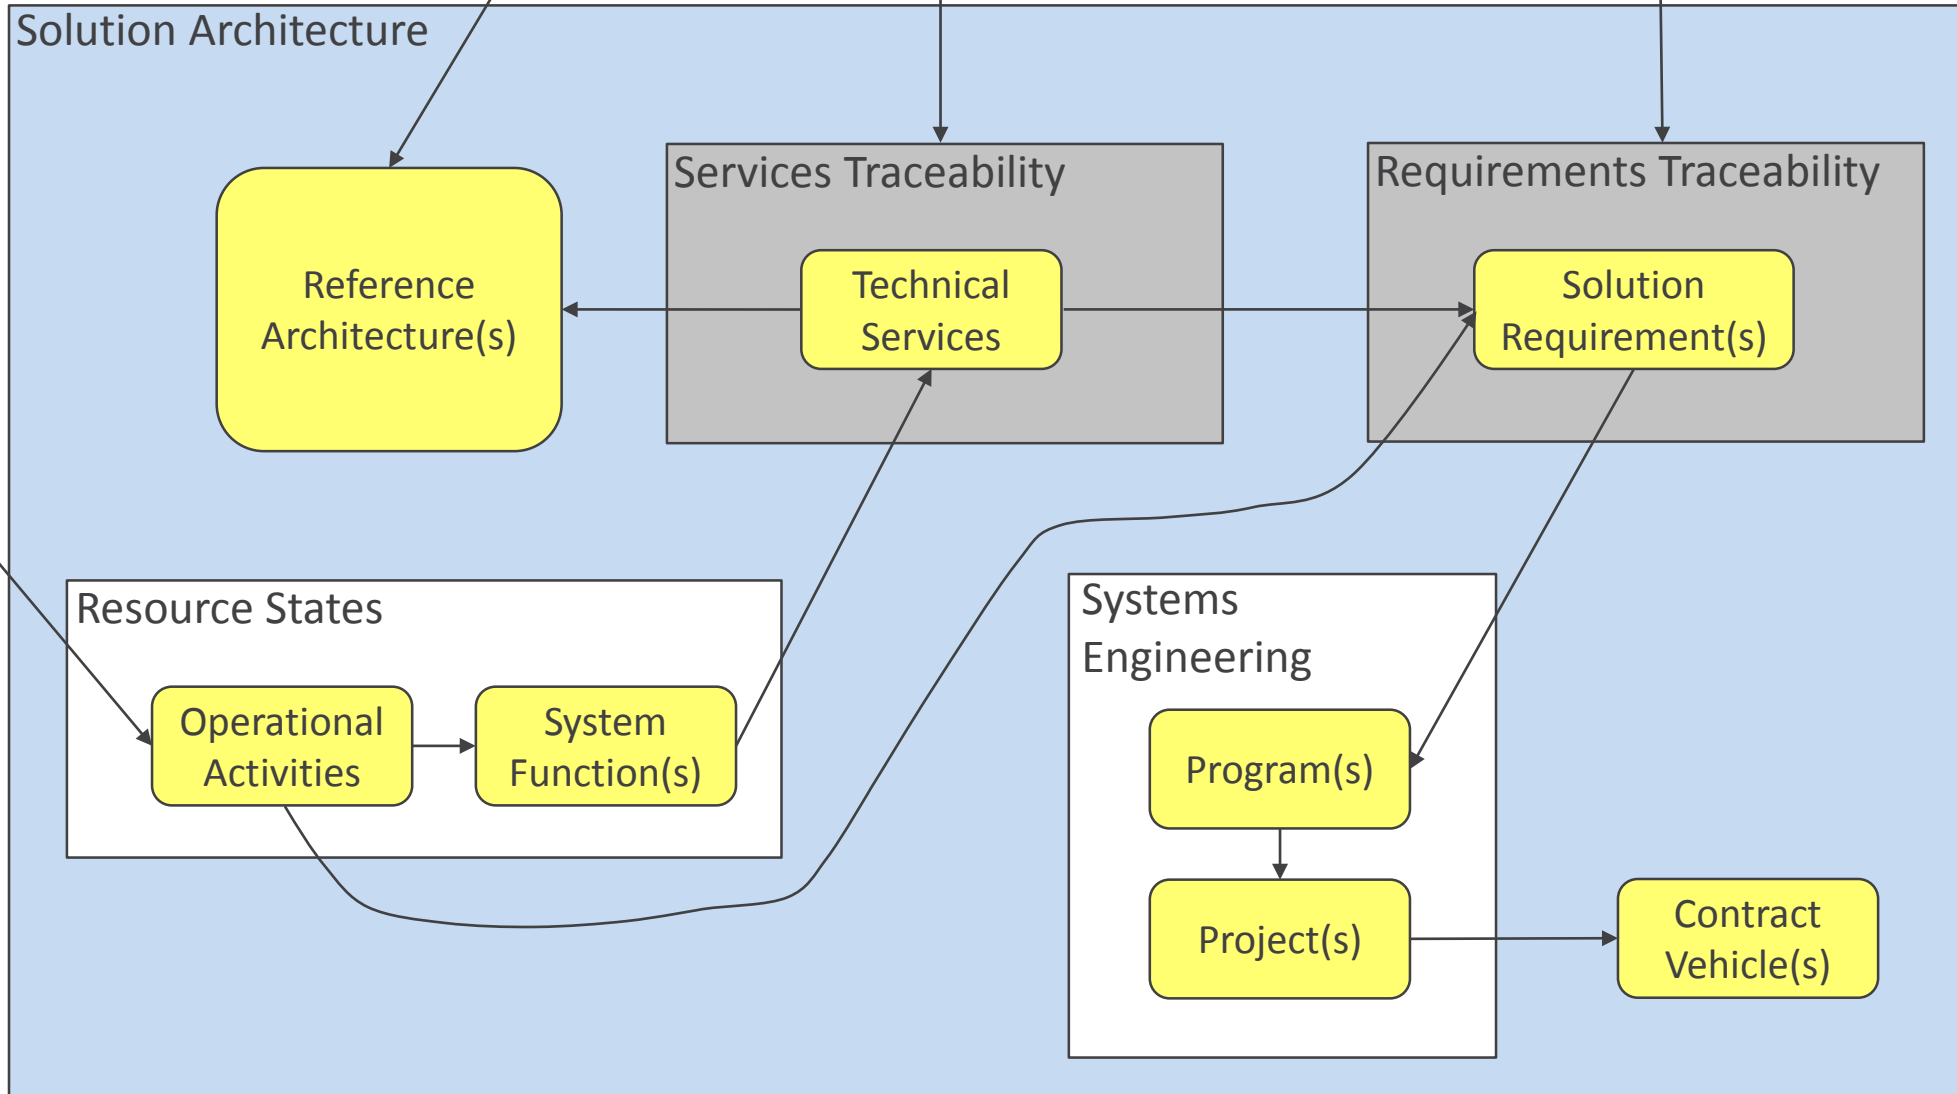 Solution Architecture
Services Traceability
Requirements Traceability
Reference
Architecture(s)
Technical
Services
Solution
Requirement(s)
Resource States
Operational
Activities
System
Function(s)
Systems
Engineering
Program(s)
Project(s)
Contract
Vehicle(s)